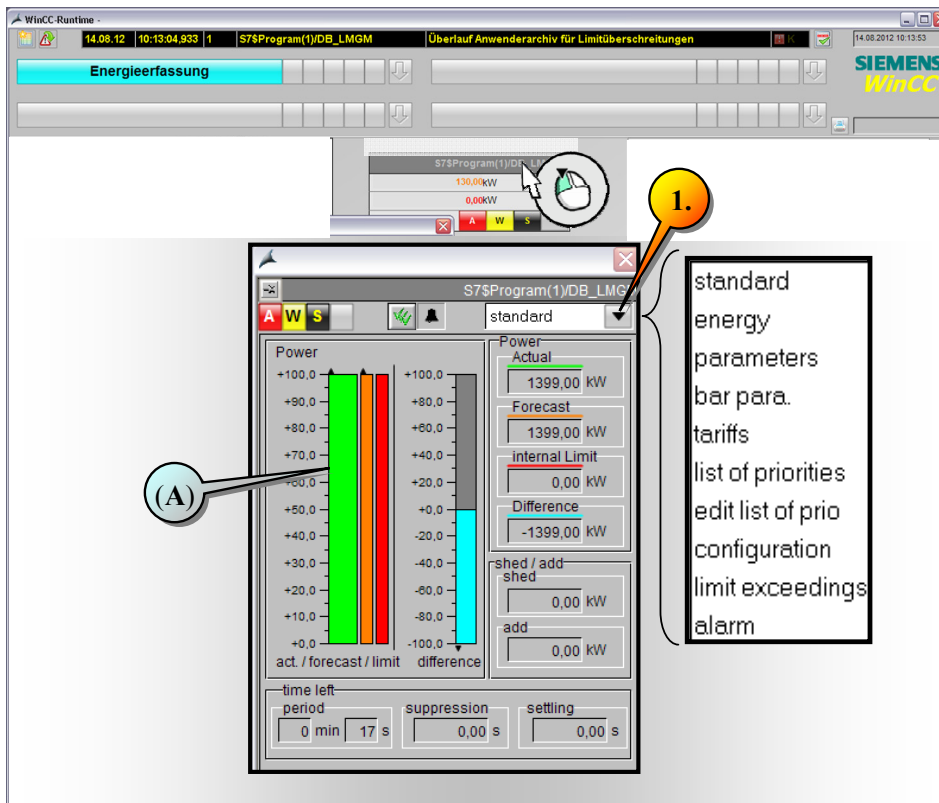 WinCC-Runtime -
14.08.12 10:13:04,933 1 S7$Program(1)/DB_LMGM Überlauf Anwenderarchiv für Limitüberschreitungen K
14.08.2012 10:13:53
Energieerfassung
SIEMENS
WinCC
S7$Program(1)/DB_LM
130,00kW
0,00kW
A W S
1.
S7$Program(1)/DB_LMG
A W S
standard
Power
+100,0
+90,0
+80,0
+70,0
+60,0
+50,0
+40,0
+30,0
+20,0
+10,0
+0,0
act. / forecast / limit
+100,0
+80,0
+60,0
+40,0
+20,0
+0,0
-20,0
-40,0
-60,0
-80,0
-100,0
difference
(A)
Power
Actual
1399,00 kW
Forecast
1399,00 kW
internal Limit
0,00 kW
Difference
-1399,00 kW
shed / add
shed
0,00 kW
add
0,00 kW
time left
period
0 min 17 s
suppression
0,00 s
settling
0,00 s
standard
energy
parameters
bar para.
tariffs
list of priorities
edit list of prio
configuration
limit exceedings
alarm